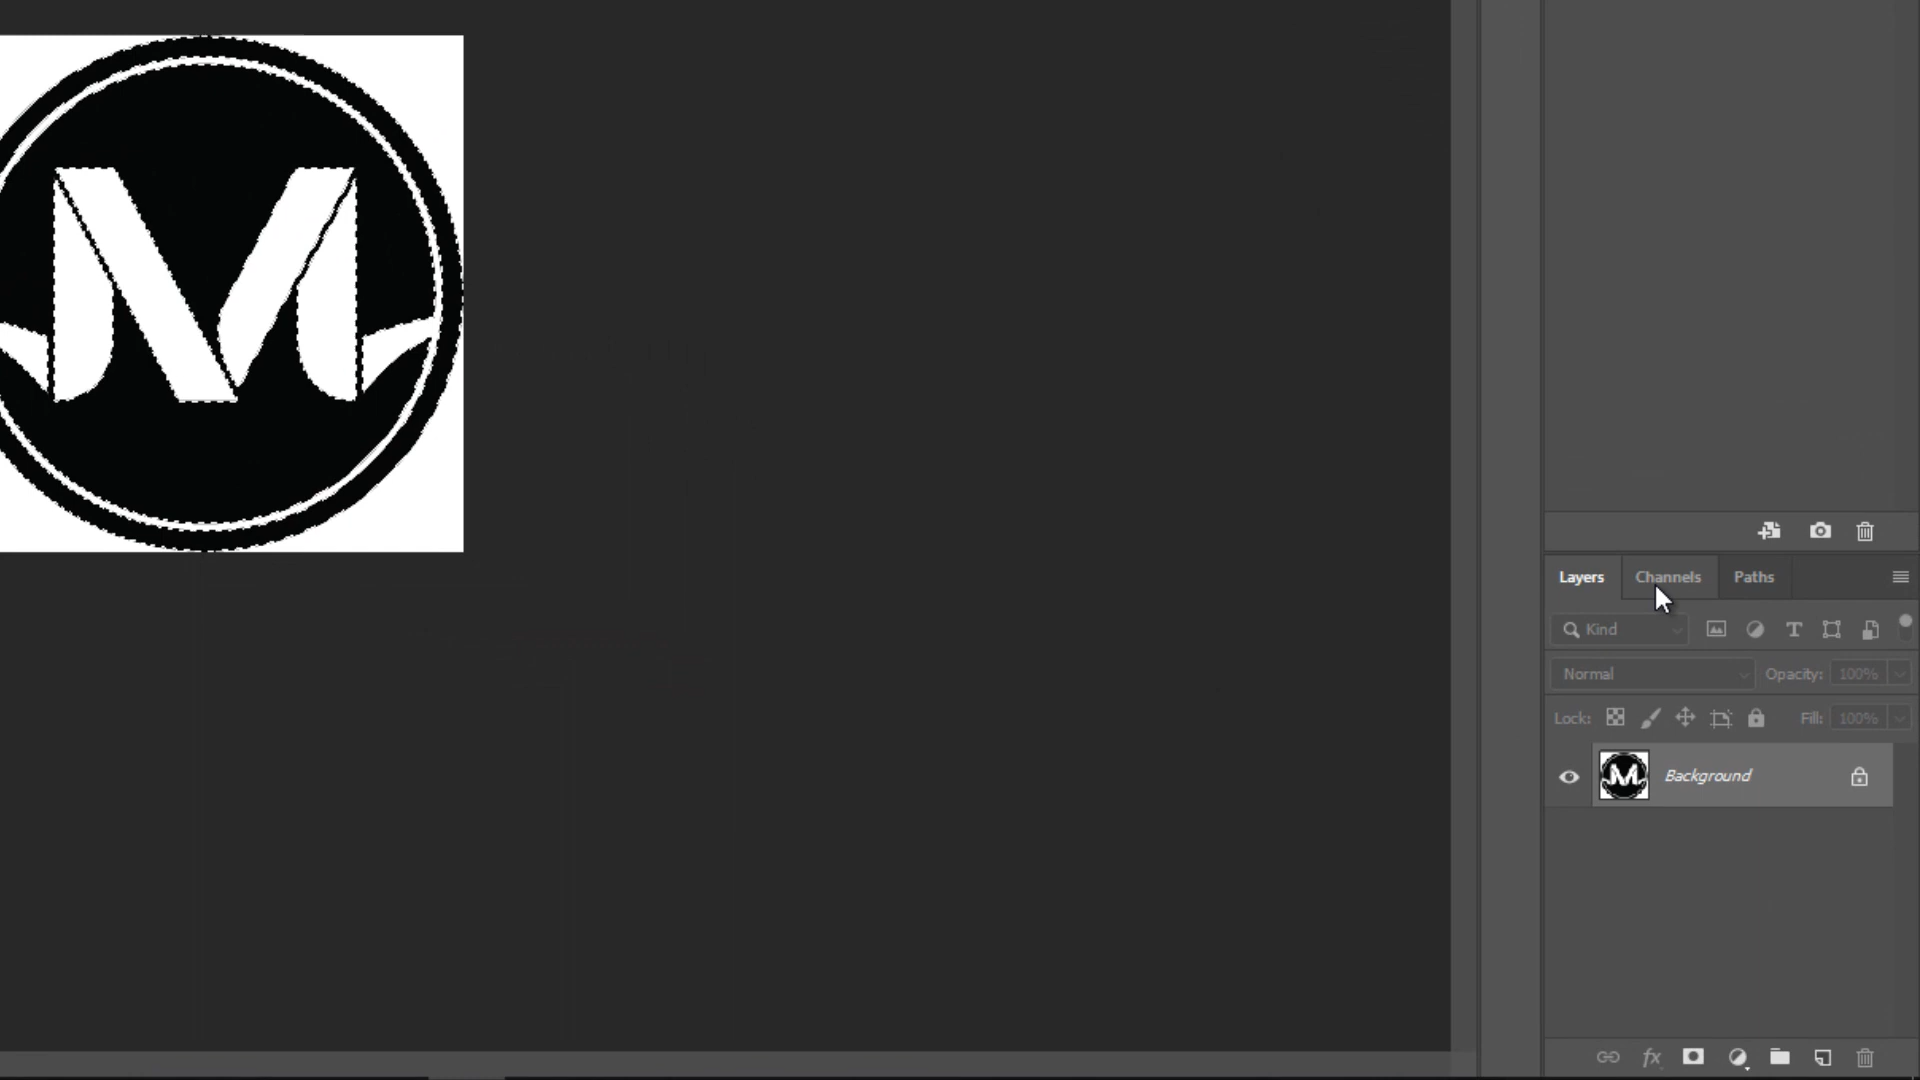 M
Layers Channels Paths
Kind
Normal Opacity: 100%
Lock: Fill: 100%
M Background